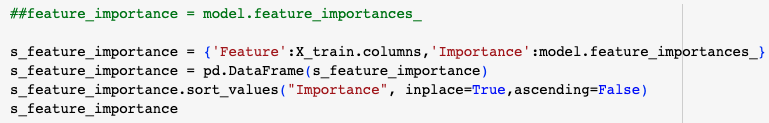 ##feature_importance = model.feature_importances_
s_feature_importance = {'Feature':X_train.columns,'Importance':model.feature_importances_}
s_feature_importance = pd.DataFrame(s_feature_importance)
s_feature_importance.sort_values("Importance", inplace=True,ascending=False)
s_feature_importance